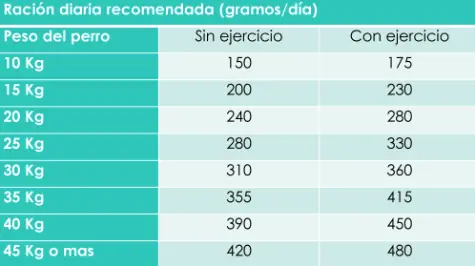 Ración diaria recomendada (gramos/día)
Peso del perro Sin ejercicio Con ejercicio
10 Kg 150 175
15 Kg 200 230
20 Kg 240 280
25 Kg 280 330
30 Kg 310 360
35 Kg 355 415
40 Kg 390 450
45 Kg o mas 420 480